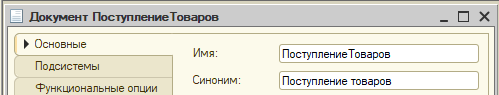 Документ ПоступлениеТоваров
Основные
Имя: ПоступлениеТоваров
Подсистемы
Синоним: Поступление товаров
Функциональные опции